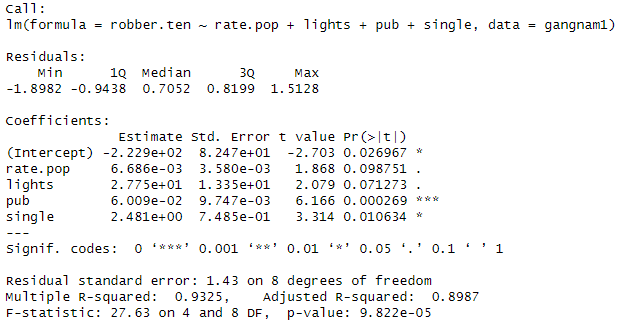 Call:
lm(formula = robber.ten ~ rate.pop + lights + pub + single, data = gangnam1)
Residuals:
Min 1Q Median 3Q Max
-1.8982 -0.9438 0.7052 0.8199 1.5128
Coefficients:
Estimate Std. Error t value Pr(>|t|)
(Intercept) -2.229e+02 8.247e+01 -2.703 0.026967 *
rate.pop 6.686e-03 3.580e-03 1.868 0.098751 .
lights 2.775e+01 1.335e+01 2.079 0.071273 .
pub 6.009e-02 9.747e-03 6.166 0.000269 ***
single 2.481e+00 7.485e-01 3.314 0.010634 *
---
Signif. codes: 0 ‘***’ 0.001 ‘**’ 0.01 ‘*’ 0.05 ‘.’ 0.1 ‘ ’ 1
Residual standard error: 1.43 on 8 degrees of freedom
Multiple R-squared: 0.9325, Adjusted R-squared: 0.8987
F-statistic: 27.63 on 4 and 8 DF, p-value: 9.822e-05